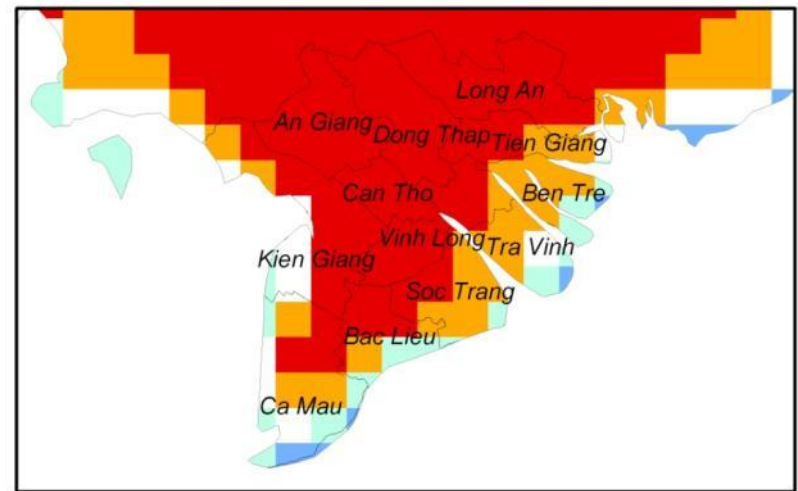 Long An
An Giang
Dong Thap
Tien Giang
Can Tho
Ben Tre
Vinh Long
Tra Vinh
Kien Giang
Soc Trang
Bac Lieu
Ca Mau